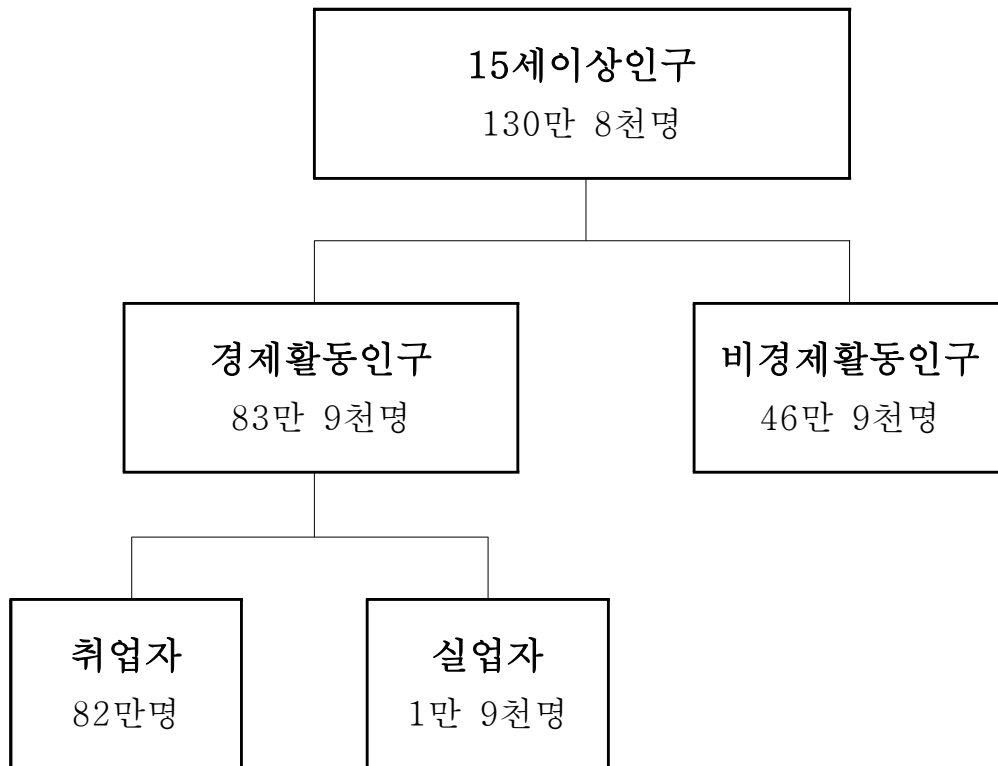 15세이상인구
130만 8천명
경제활동인구
83만 9천명
비경제활동인구
46만 9천명
취업자
82만명
실업자
1만 9천명